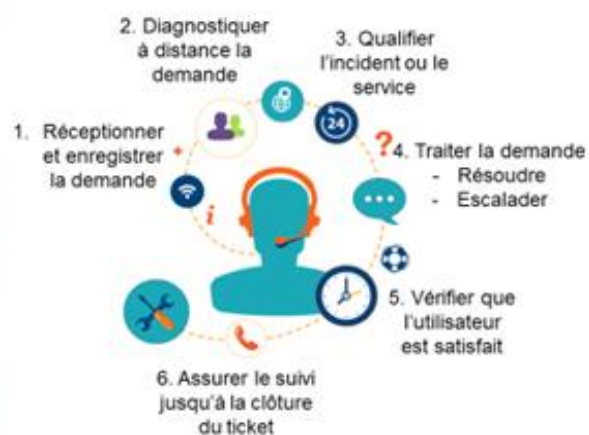 1. Réceptionner
et enregistrer
la demande
2. Diagnostiquer
à distance la
demande
3. Qualifier
l'incident ou le
service
24
?
4. Traiter la demande
- Résoudre
- Escalader
i
5. Vérifier que
l'utilisateur
est satisfait
6. Assurer le suivi
jusqu'à la clôture
du ticket